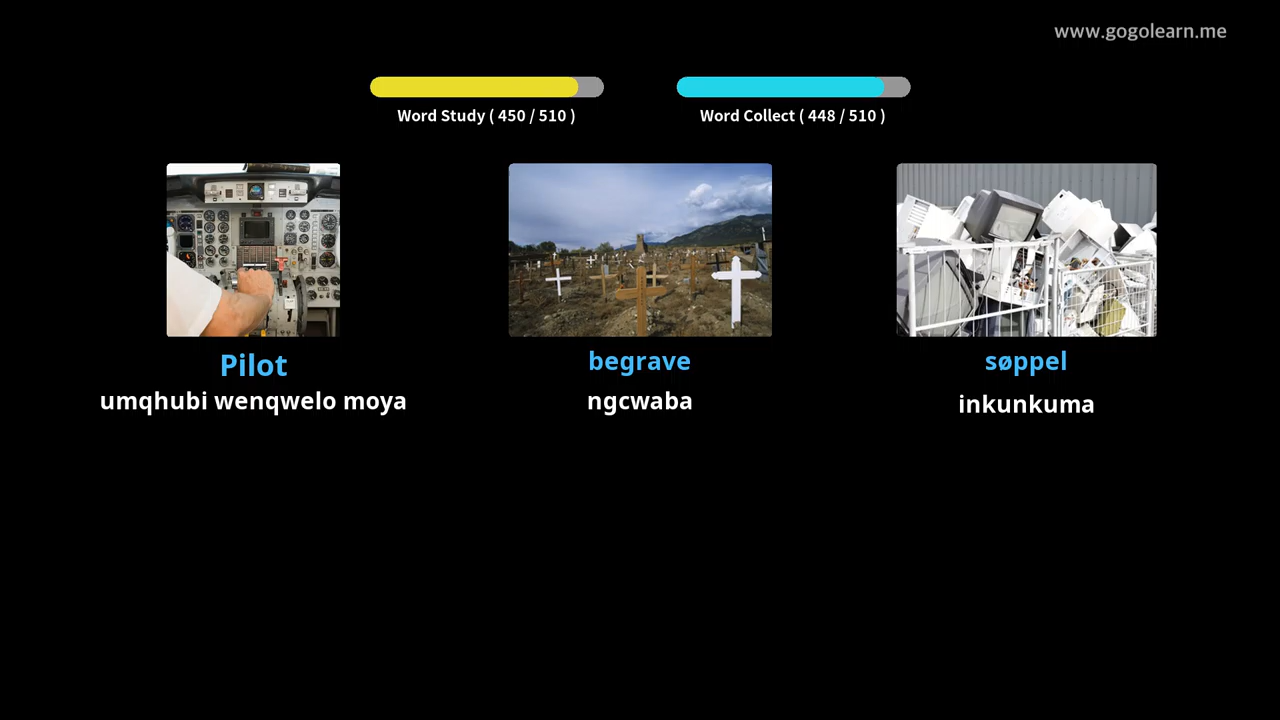 www.gogolearn.me
Word Study ( 450 / 510 )
Word Collect ( 448 / 510 )
Pilot
umqhubi wenqwelo moya
begrave
ngcwaba
søppel
inkunkuma